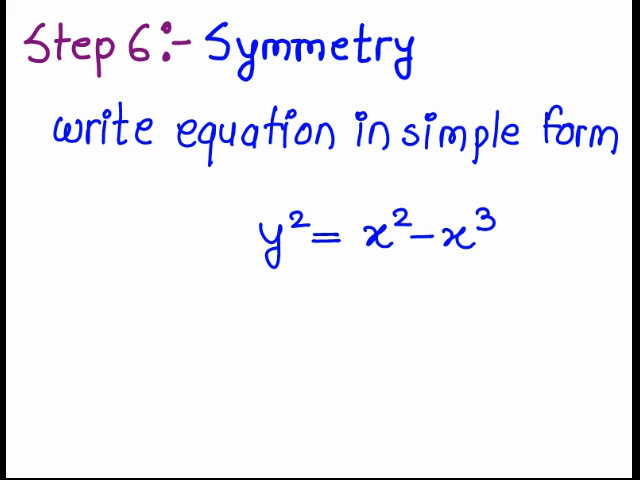 Step 6:- Symmetry
write equation in simple form
y² = x² - x³